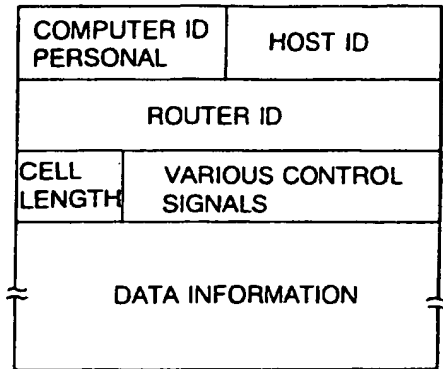 COMPUTER ID
PERSONAL
HOST ID
ROUTER ID
CELL
LENGTH
VARIOUS CONTROL
SIGNALS
DATA INFORMATION